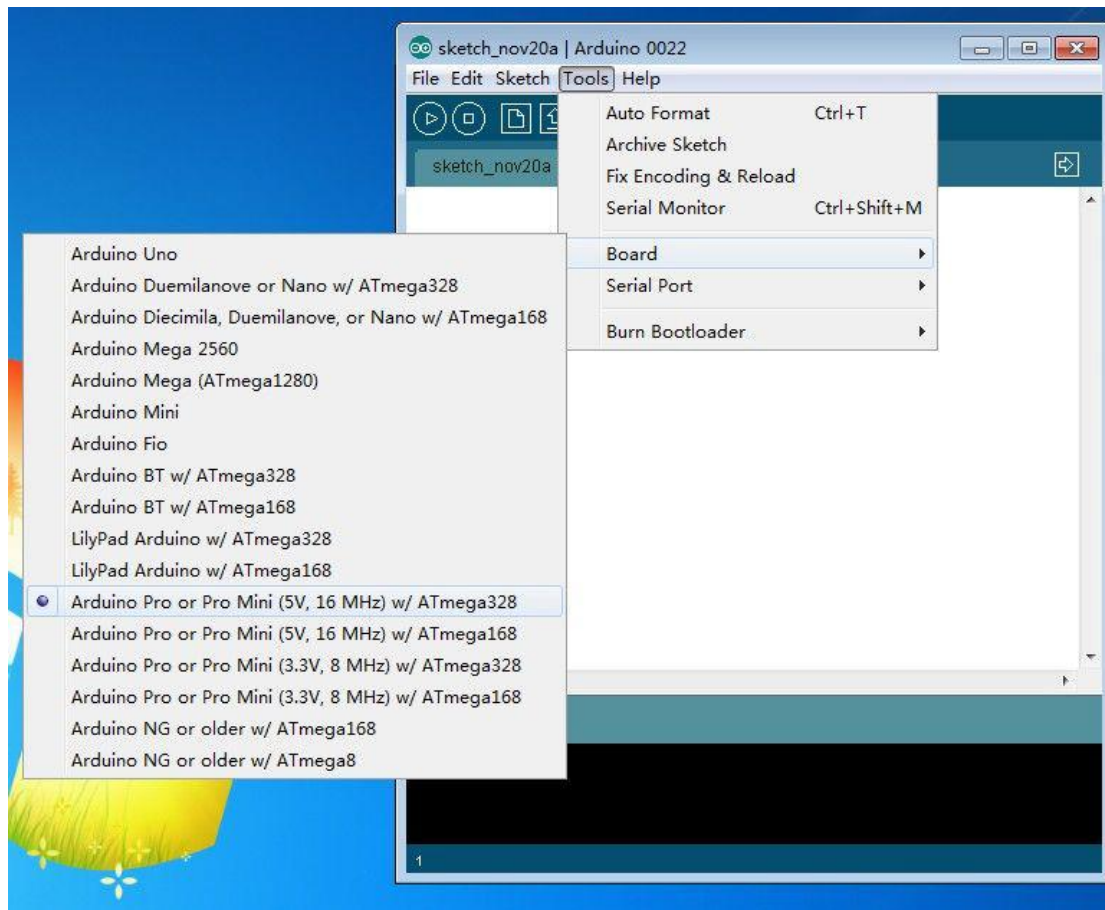 sketch_nov20a | Arduino 0022
File Edit Sketch Tools Help
Auto Format Ctrl+T
Archive Sketch
Fix Encoding & Reload
Serial Monitor Ctrl+Shift+M
Board
Serial Port
Burn Bootloader
sketch_nov20a
Arduino Uno
Arduino Duemilanove or Nano w/ ATmega328
Arduino Diecimila, Duemilanove, or Nano w/ ATmega168
Arduino Mega 2560
Arduino Mega (ATmega1280)
Arduino Mini
Arduino Fio
Arduino BT w/ ATmega328
Arduino BT w/ ATmega168
LilyPad Arduino w/ ATmega328
LilyPad Arduino w/ ATmega168
Arduino Pro or Pro Mini (5V, 16 MHz) w/ ATmega328
Arduino Pro or Pro Mini (5V, 16 MHz) w/ ATmega168
Arduino Pro or Pro Mini (3.3V, 8 MHz) w/ ATmega328
Arduino Pro or Pro Mini (3.3V, 8 MHz) w/ ATmega168
Arduino NG or older w/ ATmega168
Arduino NG or older w/ ATmega8
1